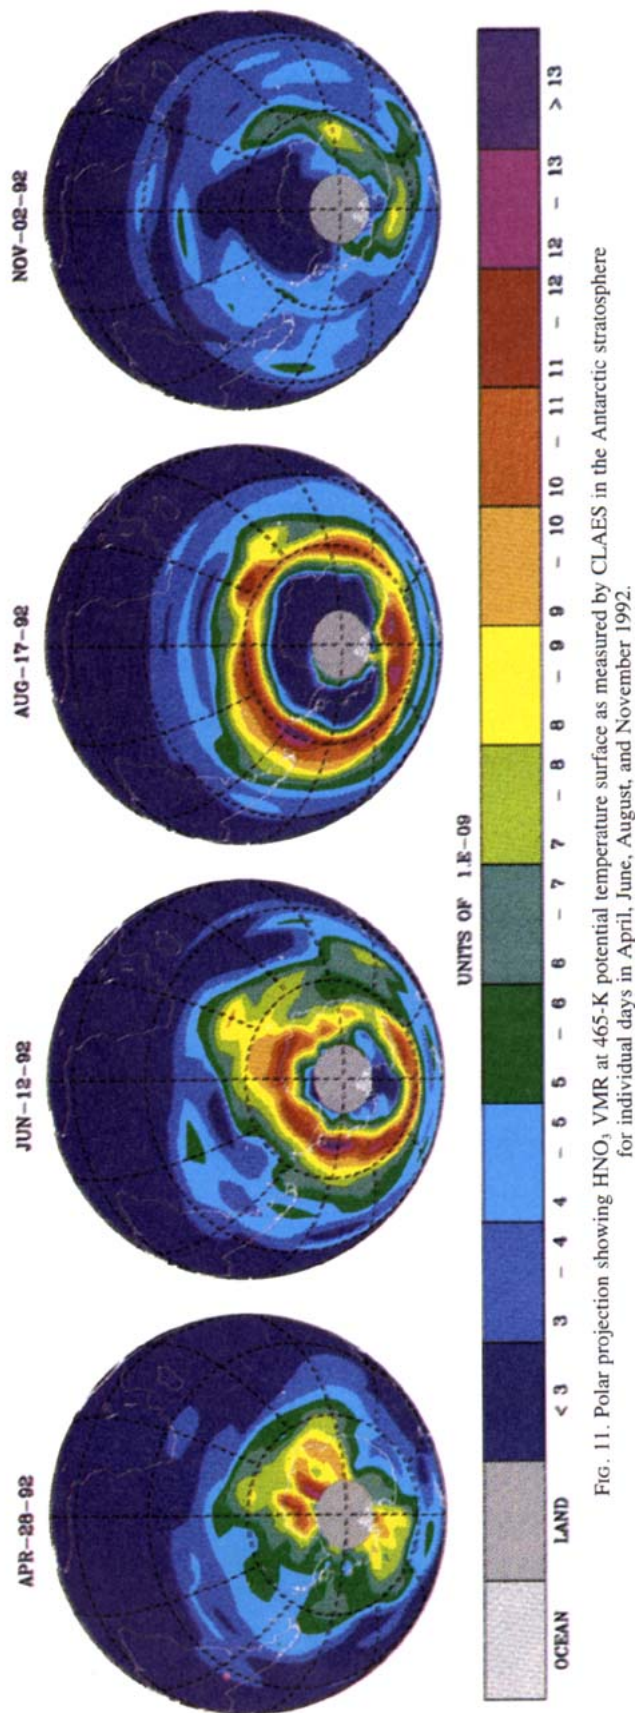 APR-28-92
JUN-12-92
AUG-17-92
NOV-02-92
UNITS OF 1.E-09
OCEAN
LAND
< 3
3 - 4
4 - 5
5 - 6
6 - 7
7 - 8
8 - 9
9 - 10
10 - 11
11 - 12
12 - 13
> 13
FIG. 11. Polar projection showing HNO₃ VMR at 465-K potential temperature surface as measured by CLAES in the Antarctic stratosphere
for individual days in April, June, August, and November 1992.